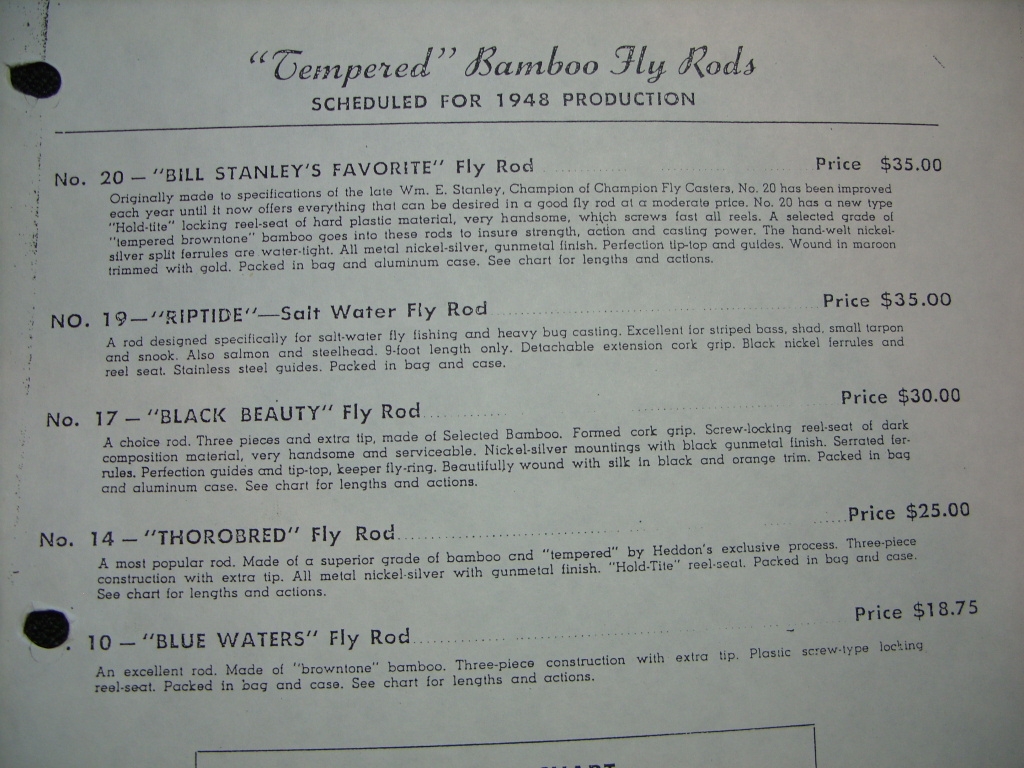 "Tempered" Bamboo Fly Rods
SCHEDULED FOR 1948 PRODUCTION
No. 20 — "BILL STANLEY'S FAVORITE" Fly Rod Price $35.00
Originally made to specifications of the late Wm. E. Stanley, Champion of Champion Fly Casters, No. 20 has been improved
each year until it now offers everything that can be desired in a good fly rod at a moderate price. No. 20 has a new type
"Hold-tite" locking reel-seat of hard plastic material, very handsome, which screws fast all reels. A selected grade of
"tempered browntone" bamboo goes into these rods to insure strength, action and casting power. The hand-welt nickel-
silver split ferrules are water-tight. All metal nickel-silver, gunmetal finish. Perfection tip-top and guides. Wound in maroon
trimmed with gold. Packed in bag and aluminum case. See chart for lengths and actions.
NO. 19—"RIPTIDE"—Salt Water Fly Rod Price $35.00
A rod designed specifically for salt-water fly fishing and heavy bug casting. Excellent for striped bass, shad, small tarpon
and snook. Also salmon and steelhead. 9-foot length only. Detachable extension cork grip. Black nickel ferrules and
reel seat. Stainless steel guides. Packed in bag and case.
No. 17 — "BLACK BEAUTY" Fly Rod Price $30.00
A choice rod. Three pieces and extra tip, made of Selected Bamboo. Formed cork grip. Screw-locking reel-seat of dark
composition material, very handsome and serviceable. Nickel-silver mountings with black gunmetal finish. Serrated fer-
rules. Perfection guides and tip-top, keeper fly-ring. Beautifully wound with silk in black and orange trim. Packed in bag
and aluminum case. See chart for lengths and actions.
No. 14 — "THOROBRED" Fly Rod Price $25.00
A most popular rod. Made of a superior grade of bamboo and "tempered" by Heddon's exclusive process. Three-piece
construction with extra tip. All metal nickel-silver with gunmetal finish. "Hold-Tite" reel-seat. Packed in bag and case.
See chart for lengths and actions.
. 10 — "BLUE WATERS" Fly Rod Price $18.75
An excellent rod. Made of "browntone" bamboo. Three-piece construction with extra tip. Plastic screw-type locking
reel-seat. Packed in bag and case. See chart for lengths and actions.